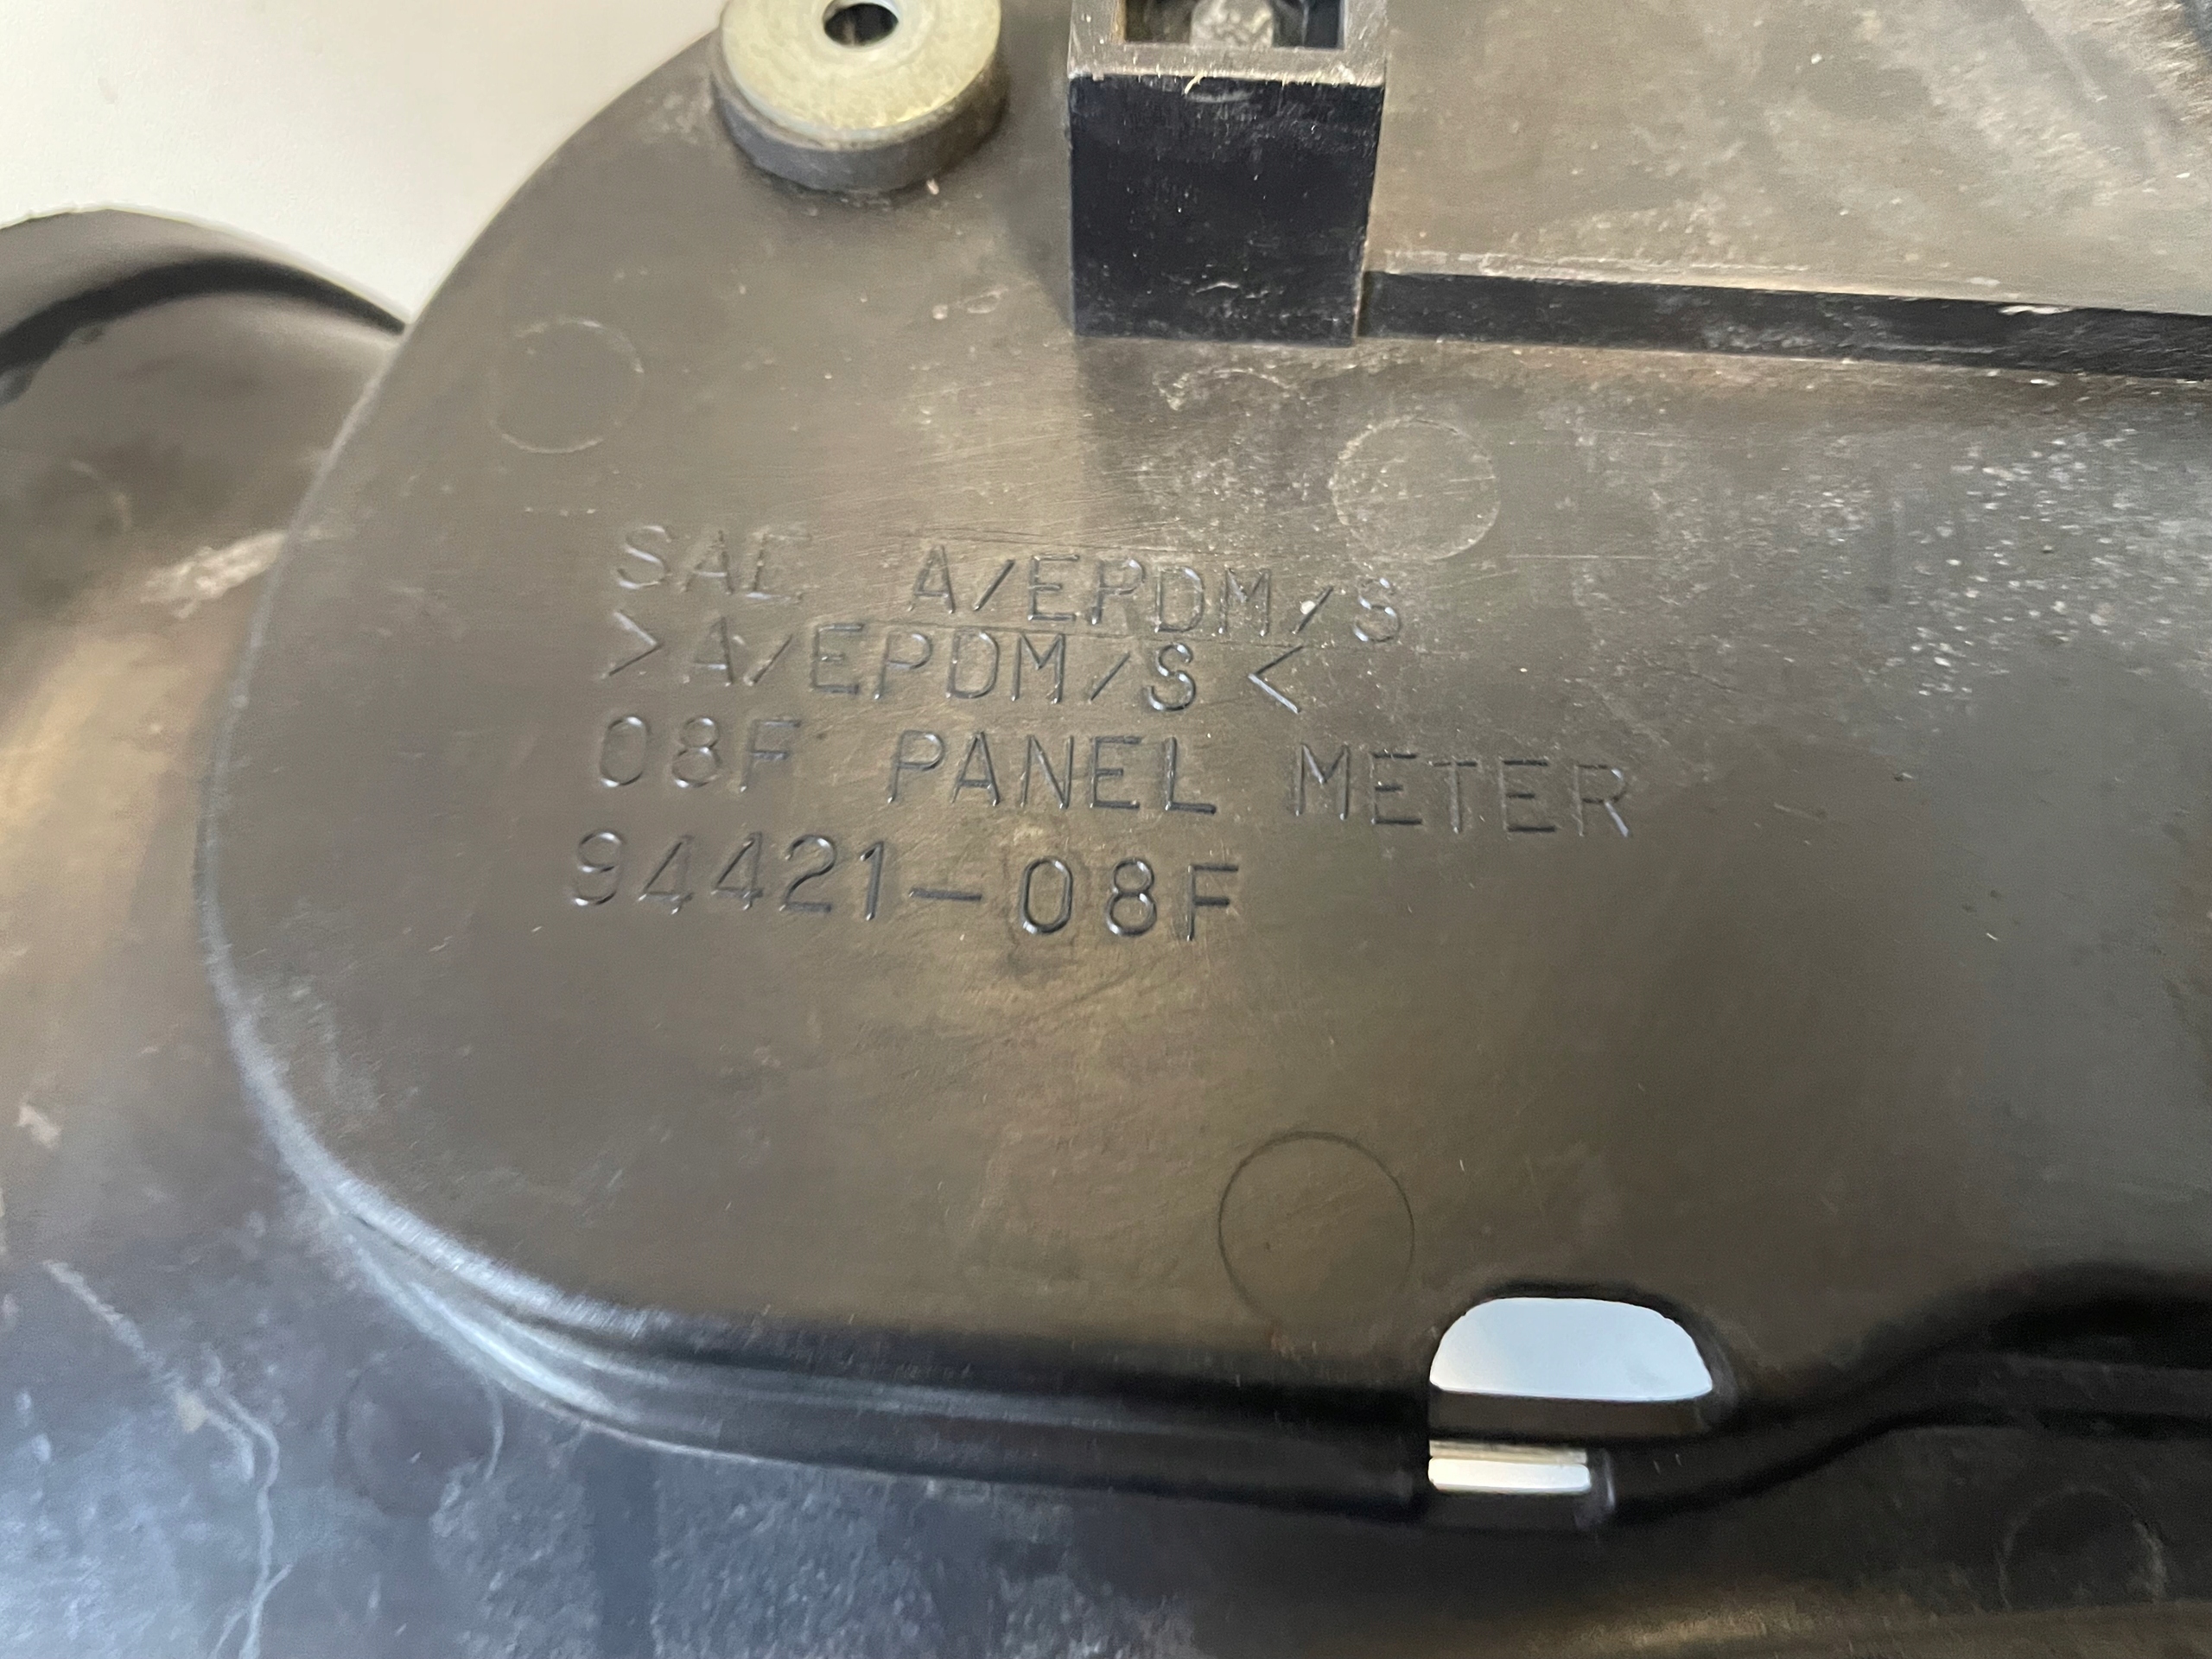 SAE A/EPDM/S
>A/EPDM/S<
08F PANEL METER
94421-08F